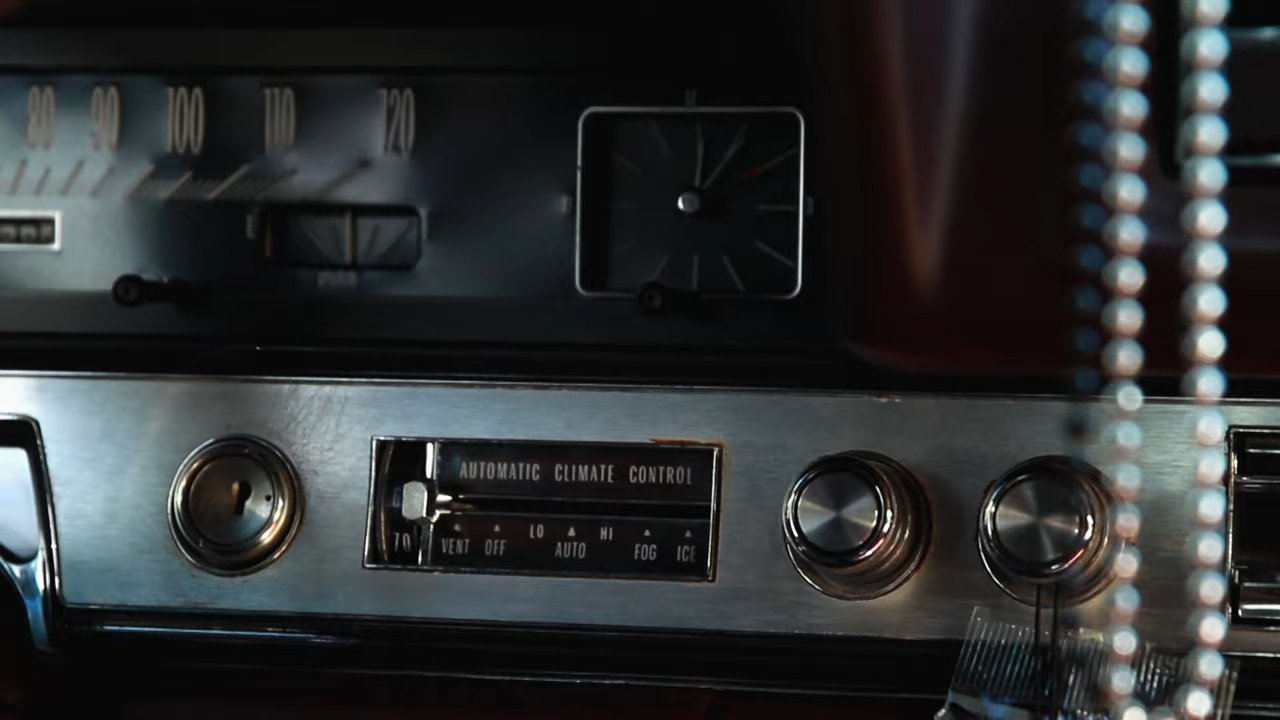 80 90 100 110 120
AUTOMATIC CLIMATE CONTROL
LO HI
70 VENT OFF AUTO FOG ICE